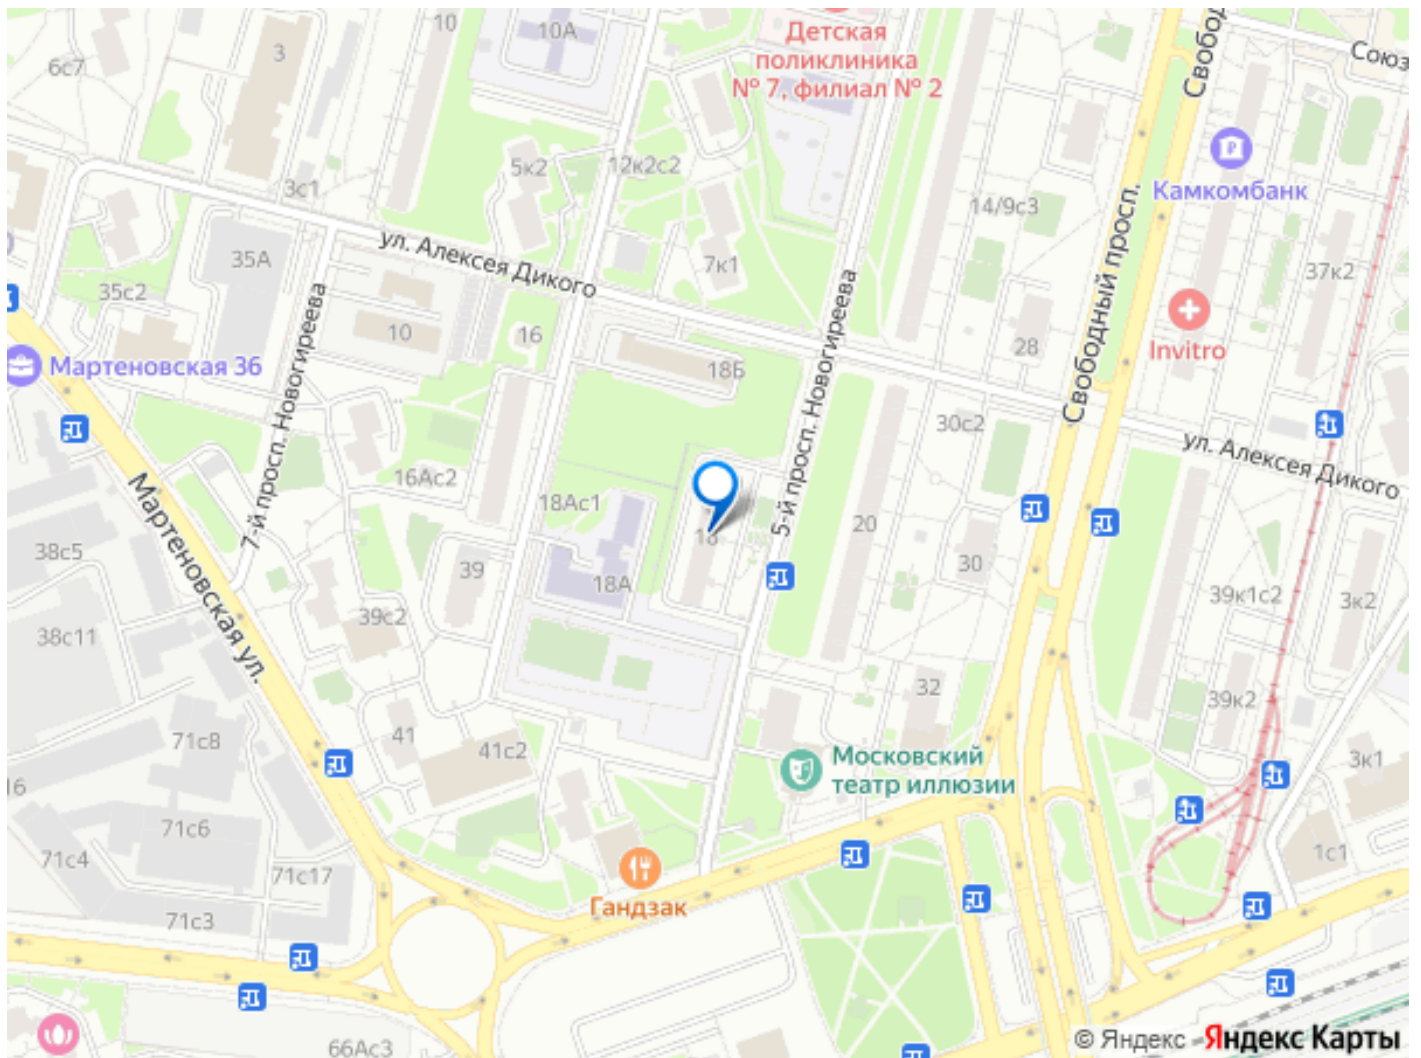 10
10А
Детская
поликлиника
№ 7, филиал № 2
Свобод
Союз
3
6с7
Камкомбанк
5к2
12к2с2
3с1
14/9с3
Свободный просп.
ул. Алексея Дикого
35А
7к1
37к2
35с2
10
16
18Б
28
Invitro
Мартеновская 36
7-й просп. Новогиреева
5-й просп. Новогиреева
30с2
ул. Алексея Дикого
16Ас2
18Ас1
20
18
38с5
Мартеновская ул.
39
18А
30
39с2
39к1с2
3к2
38с11
32
39к2
41
41с2
71с8
Московский
театр иллюзии
3к1
16
71с6
71с4
71с17
1с1
Гандзак
71с3
66Ас3
© Яндекс Яндекс Карты